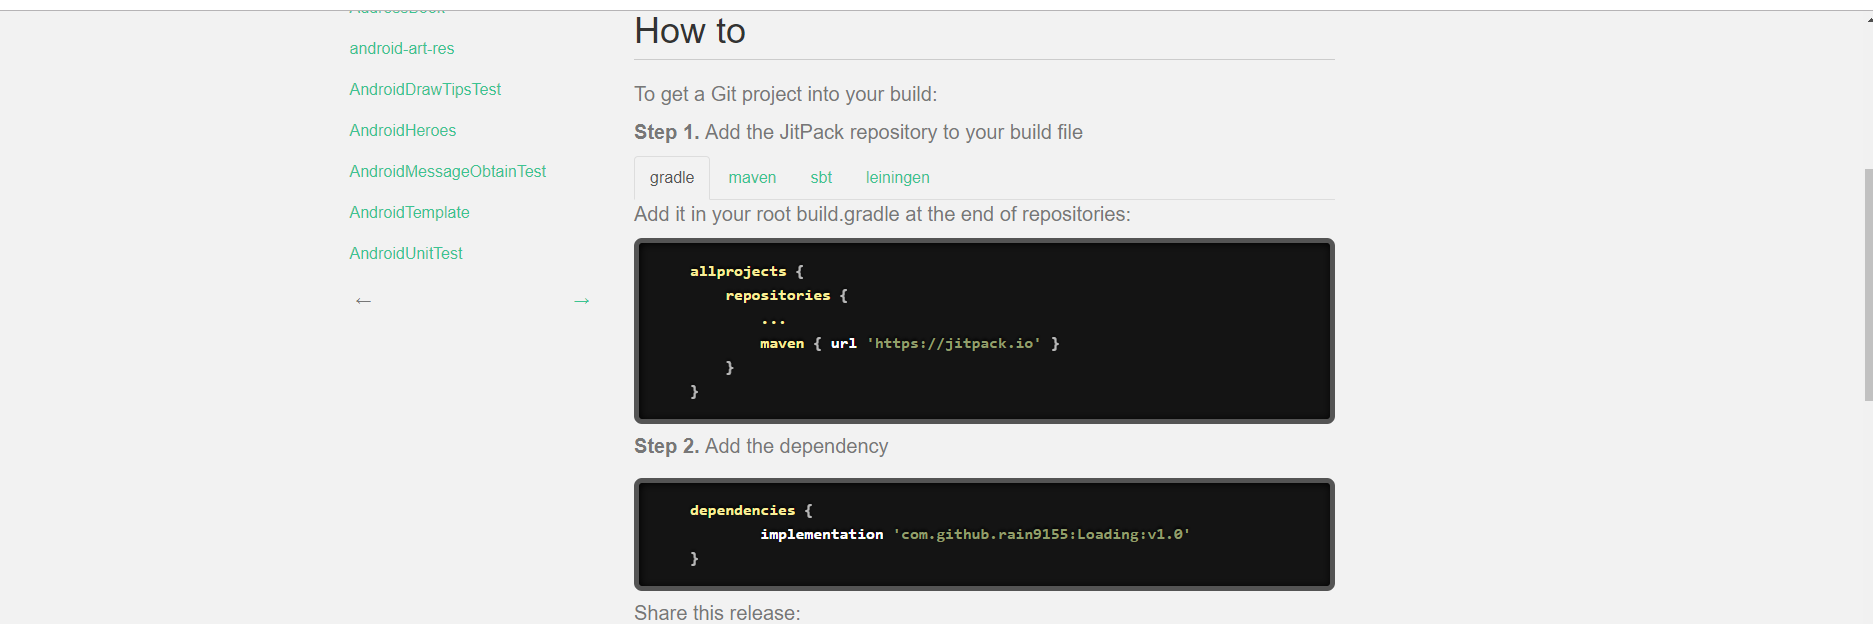 AddressBook
android-art-res
AndroidDrawTipsTest
AndroidHeroes
AndroidMessageObtainTest
AndroidTemplate
AndroidUnitTest
← →
How to
To get a Git project into your build:
Step 1. Add the JitPack repository to your build file
gradle maven sbt leiningen
Add it in your root build.gradle at the end of repositories:
allprojects {
repositories {
...
maven { url 'https://jitpack.io' }
}
}
Step 2. Add the dependency
dependencies {
implementation 'com.github.rain9155:Loading:v1.0'
}
Share this release: